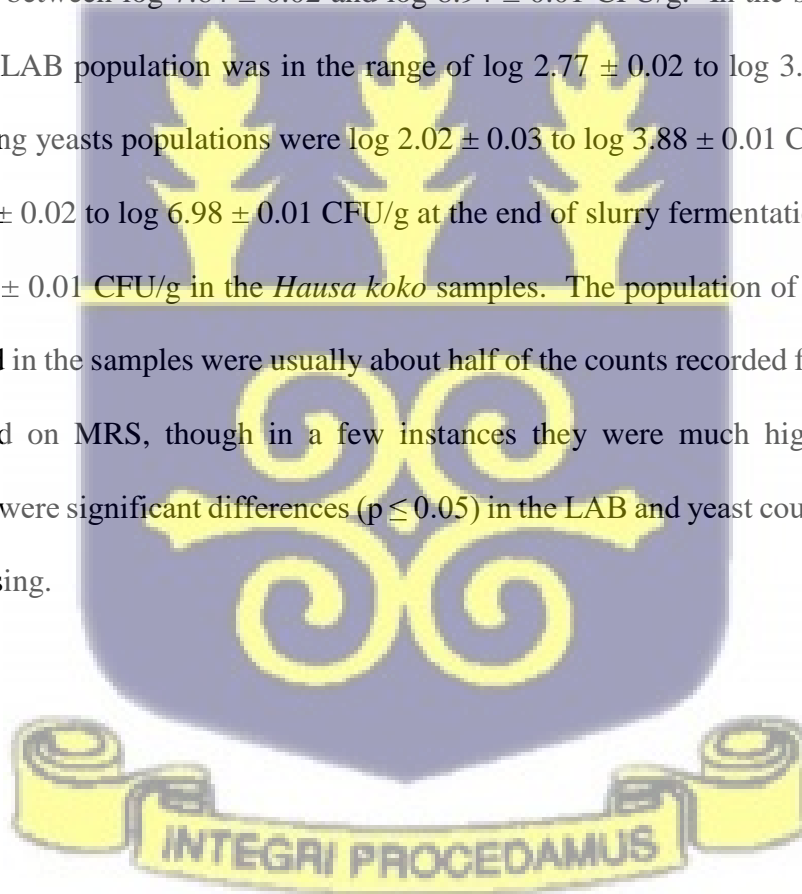 between log 7.84 ± 0.02 and log 8.94 ± 0.01 CFU/g. In the
LAB population was in the range of log 2.77 ± 0.02 to log 3.
ng yeasts populations were log 2.02 ± 0.03 to log 3.88 ± 0.01 C
± 0.02 to log 6.98 ± 0.01 CFU/g at the end of slurry fermentati
± 0.01 CFU/g in the Hausa koko samples. The population of
d in the samples were usually about half of the counts recorded f
d on MRS, though in a few instances they were much hig
were significant differences (p ≤ 0.05) in the LAB and yeast cou
sing.
INTEGRI PROCEDAMUS